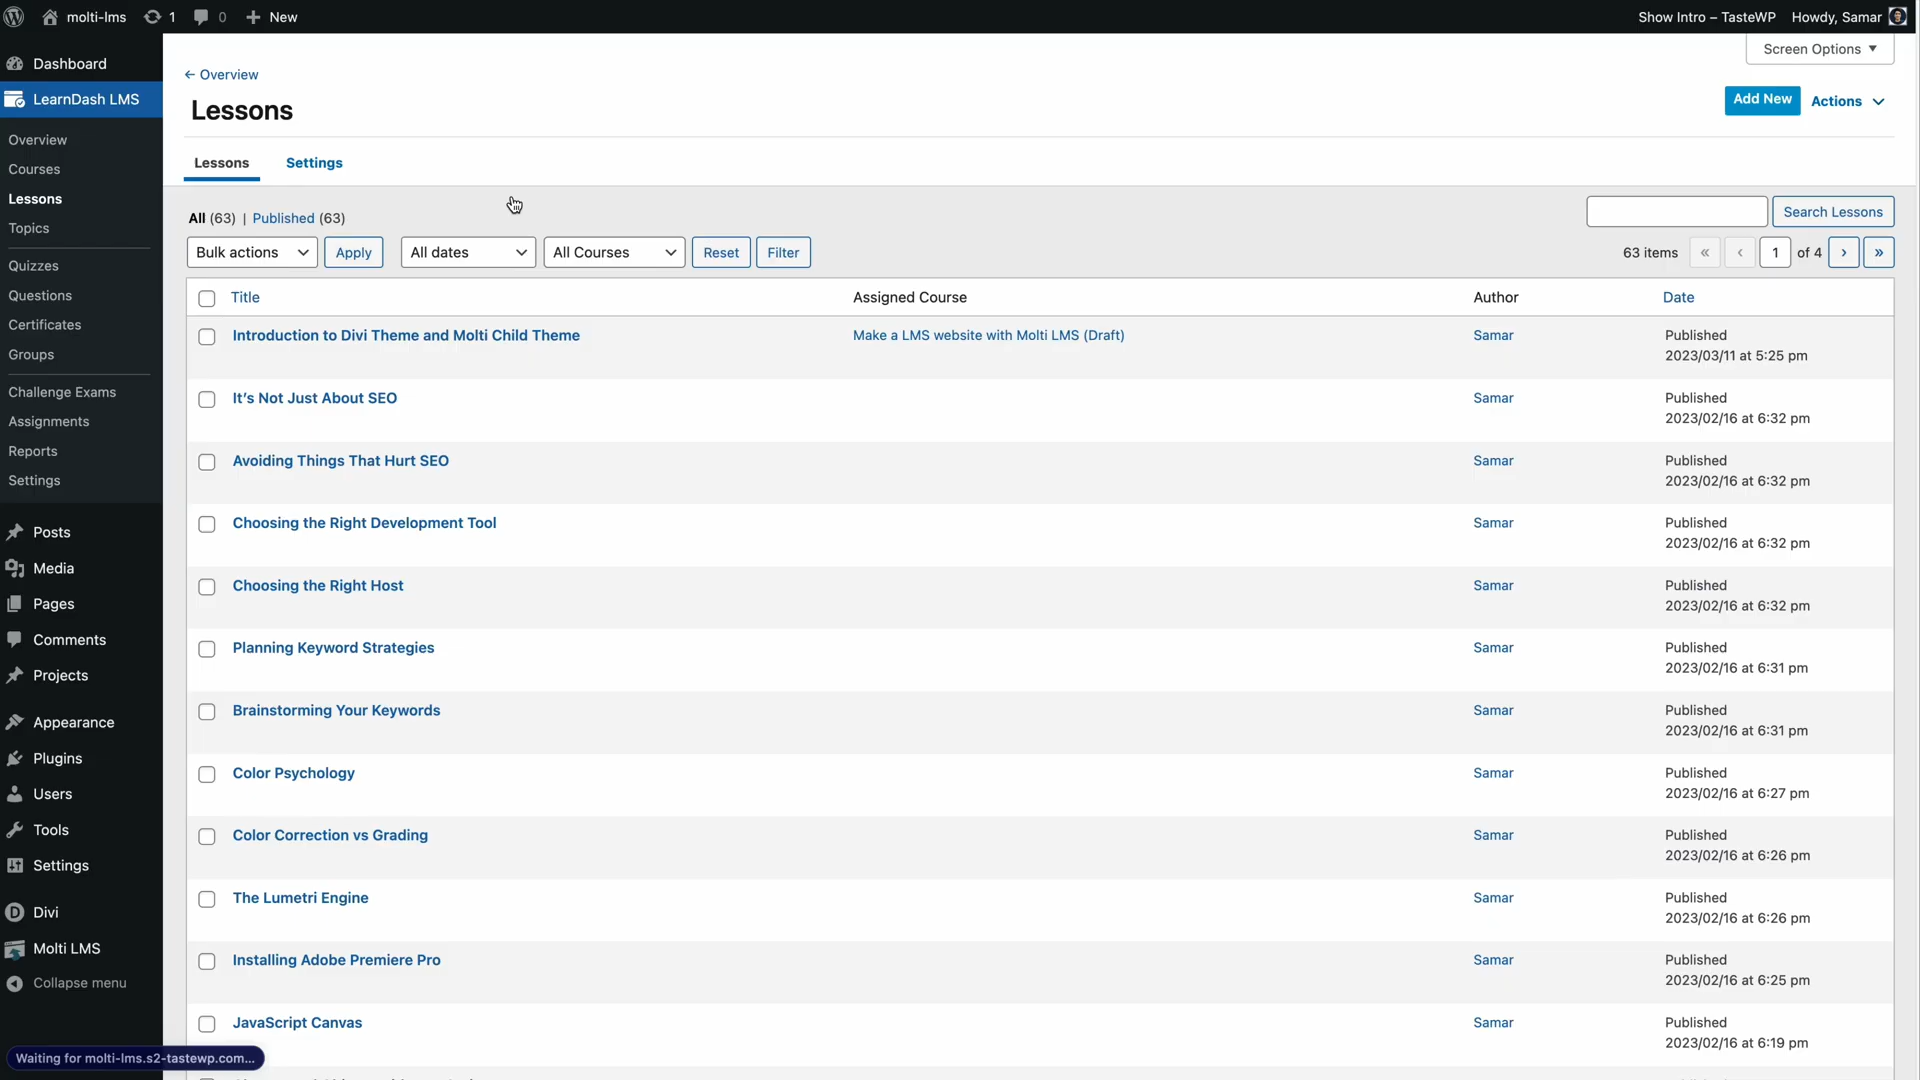 molti-lms 1 0 New Show Intro – TasteWP Howdy, Samar
Screen Options
Dashboard
LearnDash LMS
Overview
Courses
Lessons
Topics
Quizzes
Questions
Certificates
Groups
Challenge Exams
Assignments
Reports
Settings
Posts
Media
Pages
Comments
Projects
Appearance
Plugins
Users
Tools
Settings
Divi
Molti LMS
Collapse menu
← Overview
Lessons
Add New Actions
Lessons Settings
All (63) | Published (63)
Search Lessons
Bulk actions Apply All dates All Courses Reset Filter 63 items « ‹ 1 of 4 › »
Title Assigned Course Author Date
Introduction to Divi Theme and Molti Child Theme Make a LMS website with Molti LMS (Draft) Samar Published
2023/03/11 at 5:25 pm
It's Not Just About SEO Samar Published
2023/02/16 at 6:32 pm
Avoiding Things That Hurt SEO Samar Published
2023/02/16 at 6:32 pm
Choosing the Right Development Tool Samar Published
2023/02/16 at 6:32 pm
Choosing the Right Host Samar Published
2023/02/16 at 6:32 pm
Planning Keyword Strategies Samar Published
2023/02/16 at 6:31 pm
Brainstorming Your Keywords Samar Published
2023/02/16 at 6:31 pm
Color Psychology Samar Published
2023/02/16 at 6:27 pm
Color Correction vs Grading Samar Published
2023/02/16 at 6:26 pm
The Lumetri Engine Samar Published
2023/02/16 at 6:26 pm
Installing Adobe Premiere Pro Samar Published
2023/02/16 at 6:25 pm
JavaScript Canvas Samar Published
2023/02/16 at 6:19 pm
Waiting for molti-lms.s2-tastewp.com...